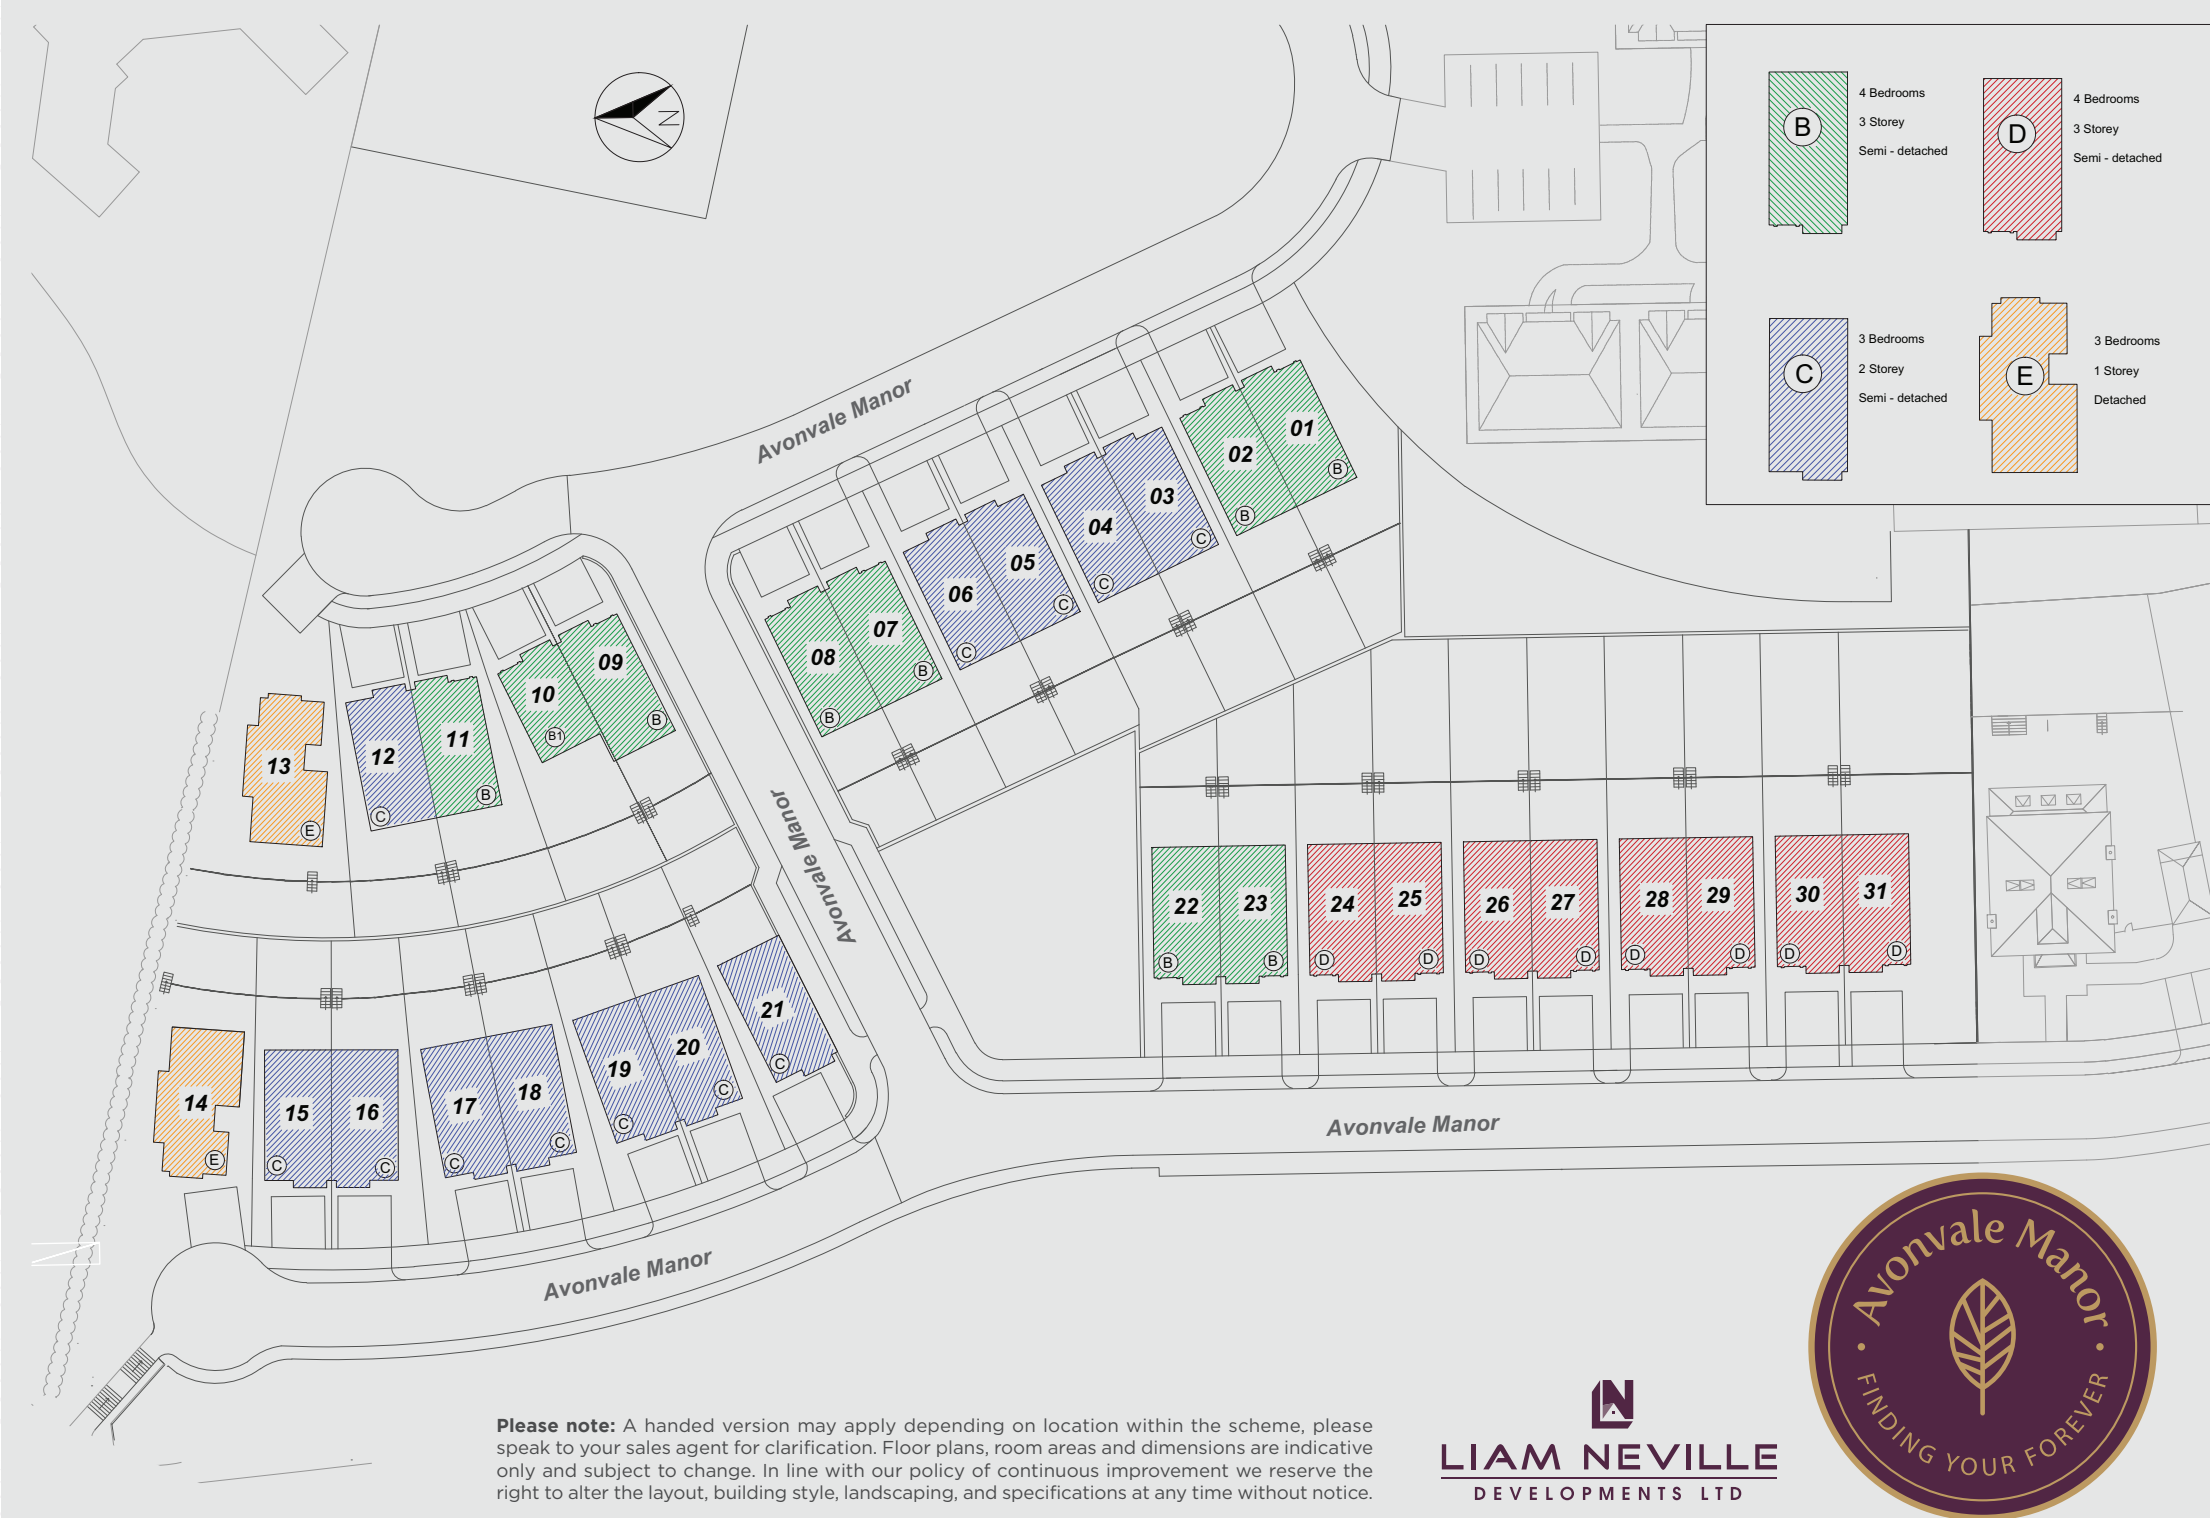 N
B
4 Bedrooms
3 Storey
Semi - detached
D
4 Bedrooms
3 Storey
Semi - detached
C
3 Bedrooms
2 Storey
Semi - detached
E
3 Bedrooms
1 Storey
Detached
Avonvale Manor
01
B
02
B
03
C
04
C
05
C
06
C
07
B
08
B
09
B
10
B1
11
B
12
C
13
E
Avonvale Manor
14
E
15
C
16
C
17
C
18
C
19
C
20
C
21
C
22
B
23
B
24
D
25
D
26
D
27
D
28
D
29
D
30
D
31
D
Avonvale Manor
Avonvale Manor
Please note: A handed version may apply depending on location within the scheme, please
speak to your sales agent for clarification. Floor plans, room areas and dimensions are indicative
only and subject to change. In line with our policy of continuous improvement we reserve the
right to alter the layout, building style, landscaping, and specifications at any time without notice.
LIAM NEVILLE
DEVELOPMENTS LTD
Avonvale Manor
FINDING YOUR FOREVER